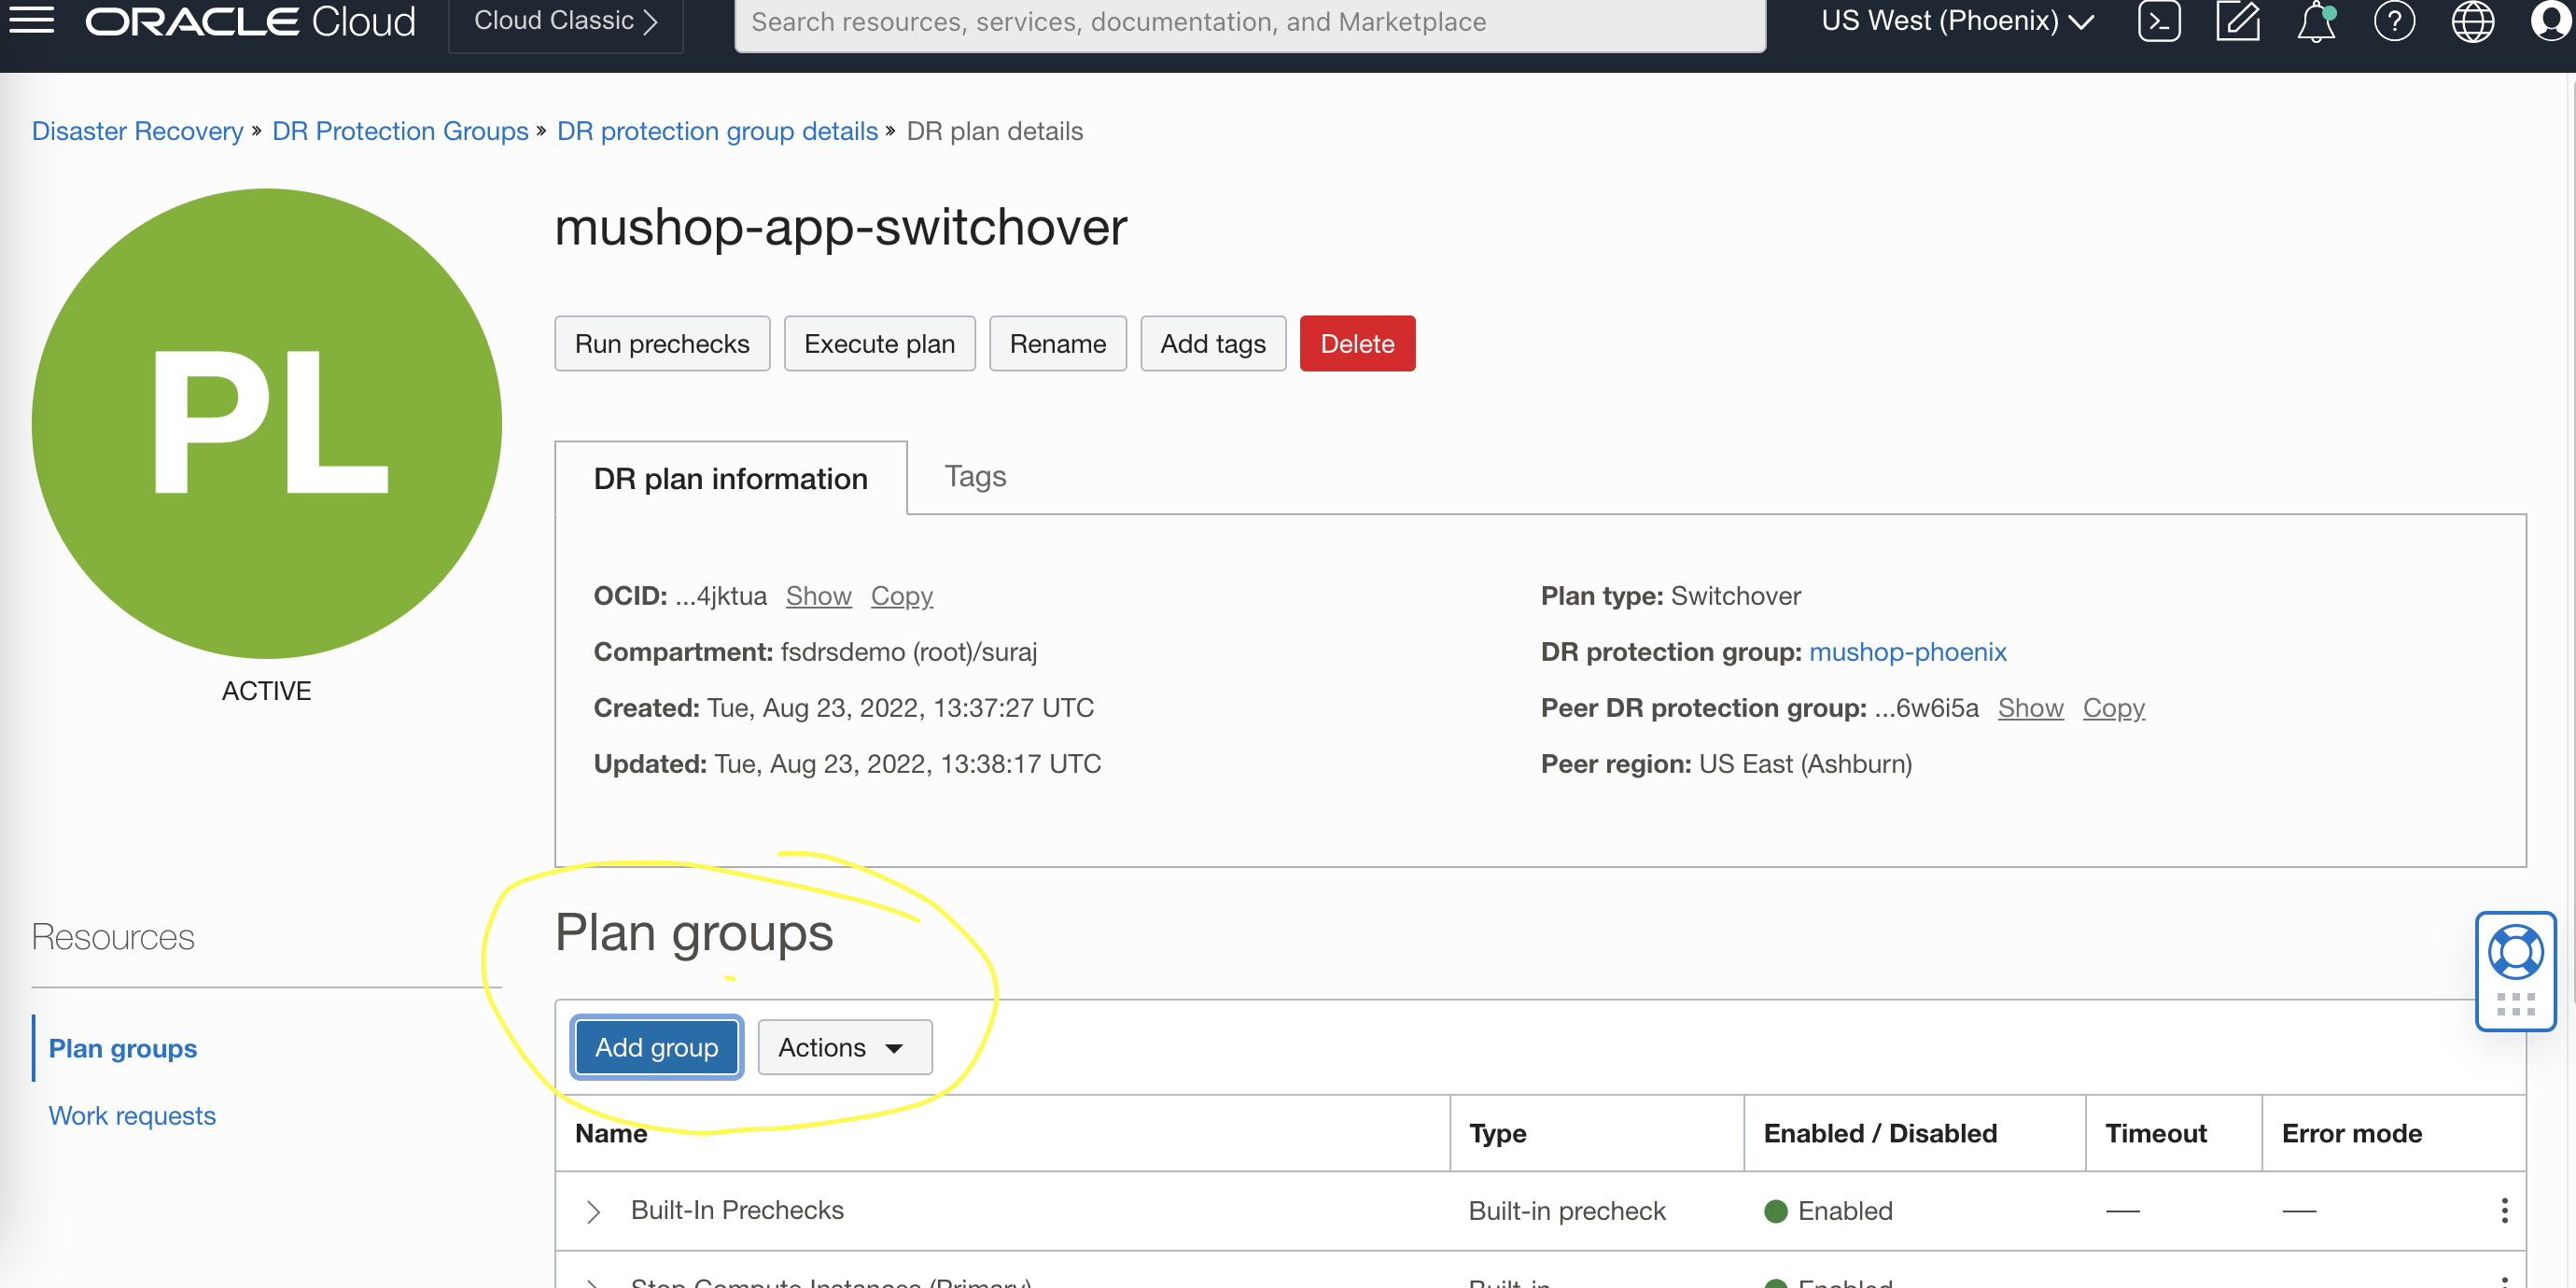 ORACLE Cloud Cloud Classic Search resources, services, documentation, and Marketplace US West (Phoenix)
Disaster Recovery » DR Protection Groups » DR protection group details » DR plan details
PL
ACTIVE
mushop-app-switchover
Run prechecks Execute plan Rename Add tags Delete
DR plan information Tags
OCID: ...4jktua Show Copy
Compartment: fsdrsdemo (root)/suraj
Created: Tue, Aug 23, 2022, 13:37:27 UTC
Updated: Tue, Aug 23, 2022, 13:38:17 UTC
Plan type: Switchover
DR protection group: mushop-phoenix
Peer DR protection group: ...6w6i5a Show Copy
Peer region: US East (Ashburn)
Resources
Plan groups
Work requests
Plan groups
Add group Actions
Name Type Enabled / Disabled Timeout Error mode
Built-In Prechecks Built-in precheck Enabled — —
Stop Compute Instances (Primary) Built-in Enabled